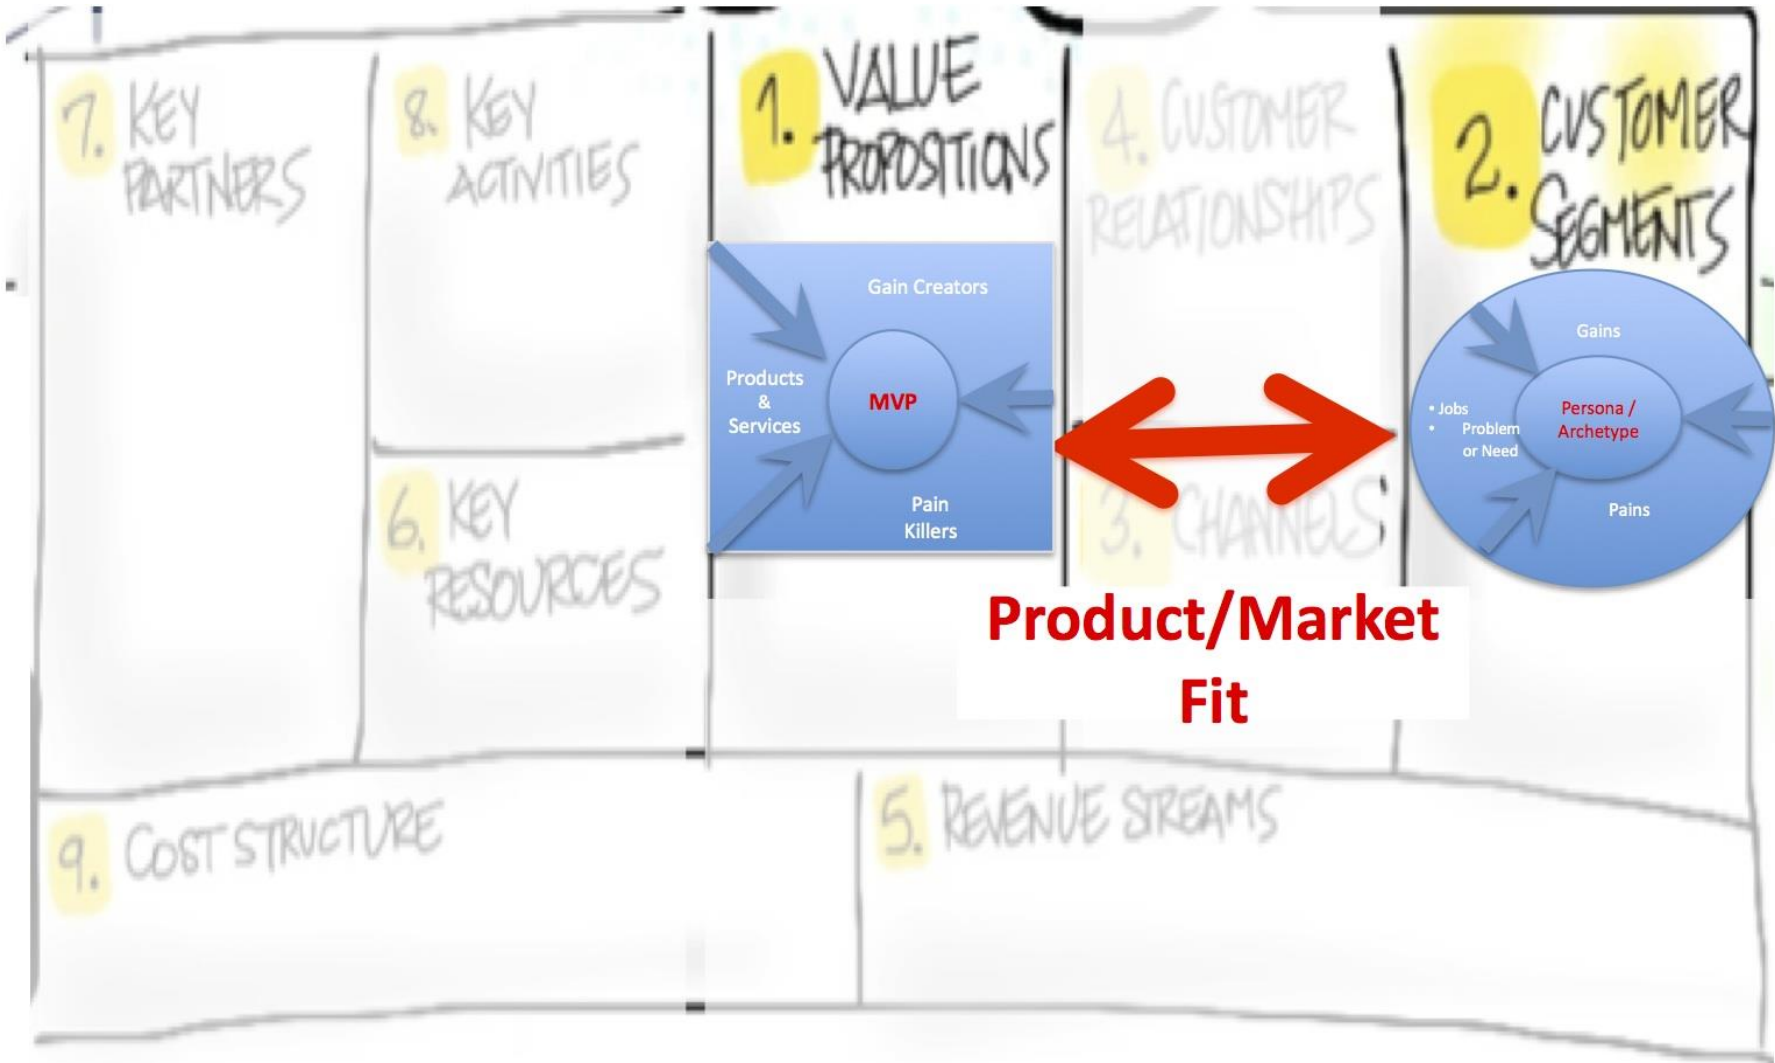 7. KEY
PARTNERS
8. KEY
ACTIVITIES
6. KEY
RESOURCES
1. VALUE
PROPOSITIONS
Gain Creators
Products
&
Services
MVP
Pain
Killers
4. CUSTOMER
RELATIONSHIPS
3. CHANNELS
Product/Market
Fit
2. CUSTOMER
SEGMENTS
Gains
• Jobs
• Problem
or Need
Persona /
Archetype
Pains
9. COST STRUCTURE
5. REVENUE STREAMS